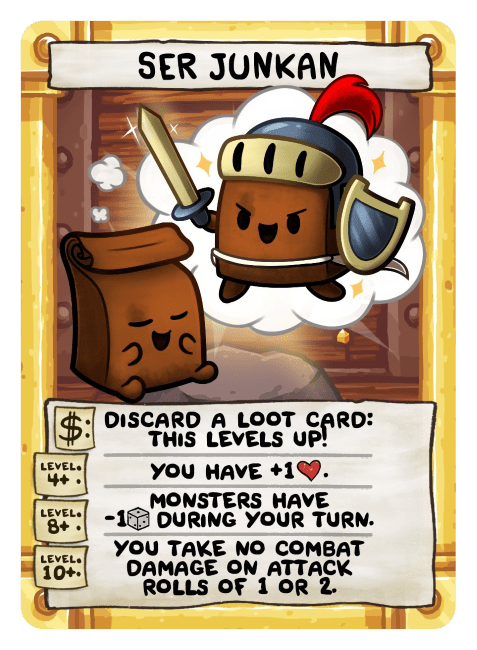 SER JUNKAN
$: DISCARD A LOOT CARD:
THIS LEVELS UP!
LEVEL:
4+: YOU HAVE +1❤.
LEVEL:
8+: MONSTERS HAVE
-1🎲 DURING YOUR TURN.
LEVEL:
10+: YOU TAKE NO COMBAT
DAMAGE ON ATTACK
ROLLS OF 1 OR 2.